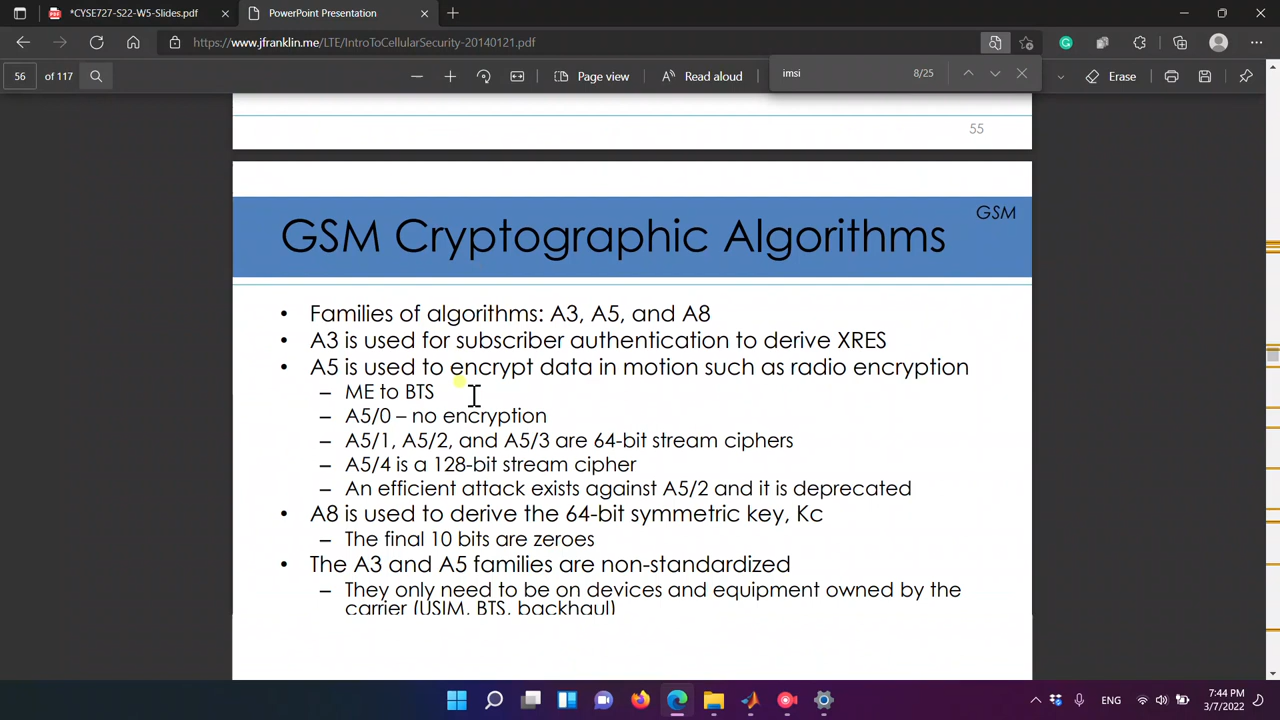 *CYSE727-S22-W5-Slides.pdf
PowerPoint Presentation
https://www.jfranklin.me/LTE/IntroToCellularSecurity-20140121.pdf
56 of 117
Page view
Read aloud
imsi
8/25
Erase
55
GSM
GSM Cryptographic Algorithms
• Families of algorithms: A3, A5, and A8
• A3 is used for subscriber authentication to derive XRES
• A5 is used to encrypt data in motion such as radio encryption
– ME to BTS
– A5/0 – no encryption
– A5/1, A5/2, and A5/3 are 64-bit stream ciphers
– A5/4 is a 128-bit stream cipher
– An efficient attack exists against A5/2 and it is deprecated
• A8 is used to derive the 64-bit symmetric key, Kc
– The final 10 bits are zeroes
• The A3 and A5 families are non-standardized
– They only need to be on devices and equipment owned by the
carrier (USIM, BTS, backhaul)
ENG
7:44 PM
3/7/2022